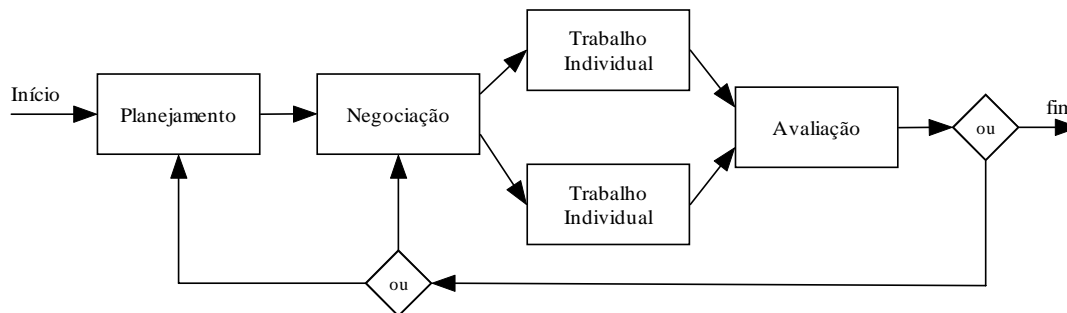 Início
Planejamento
Negociação
Trabalho
Individual
Trabalho
Individual
Avaliação
ou
fim
ou